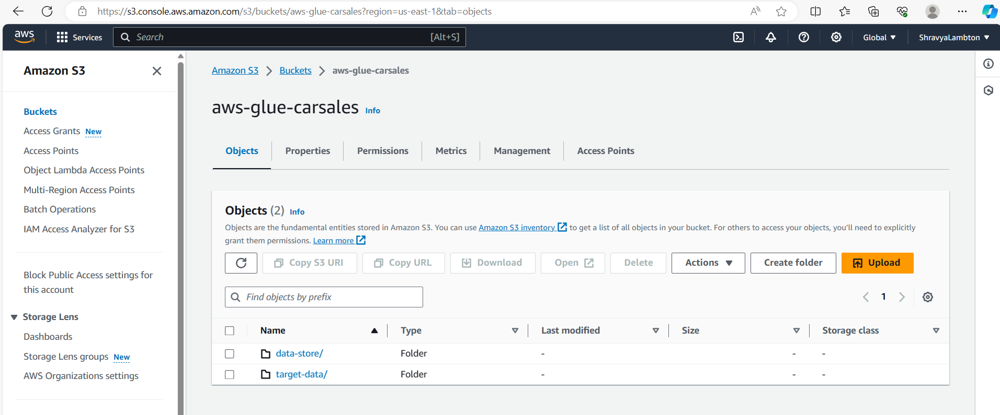 https://s3.console.aws.amazon.com/s3/buckets/aws-glue-carsales?region=us-east-1&tab=objects
aws
Services
Search
[Alt+S]
Global
ShravyaLambton
Amazon S3
Buckets
Access Grants New
Access Points
Object Lambda Access Points
Multi-Region Access Points
Batch Operations
IAM Access Analyzer for S3
Block Public Access settings for
this account
Storage Lens
Dashboards
Storage Lens groups New
AWS Organizations settings
Amazon S3 > Buckets > aws-glue-carsales
aws-glue-carsales Info
Objects
Properties
Permissions
Metrics
Management
Access Points
Objects (2) Info
Objects are the fundamental entities stored in Amazon S3. You can use Amazon S3 inventory to get a list of all objects in your bucket. For others to access your objects, you’ll need to explicitly
grant them permissions. Learn more
Copy S3 URI
Copy URL
Download
Open
Delete
Actions
Create folder
Upload
Find objects by prefix
1
Name Type Last modified Size Storage class
data-store/ Folder - - -
target-data/ Folder - - -